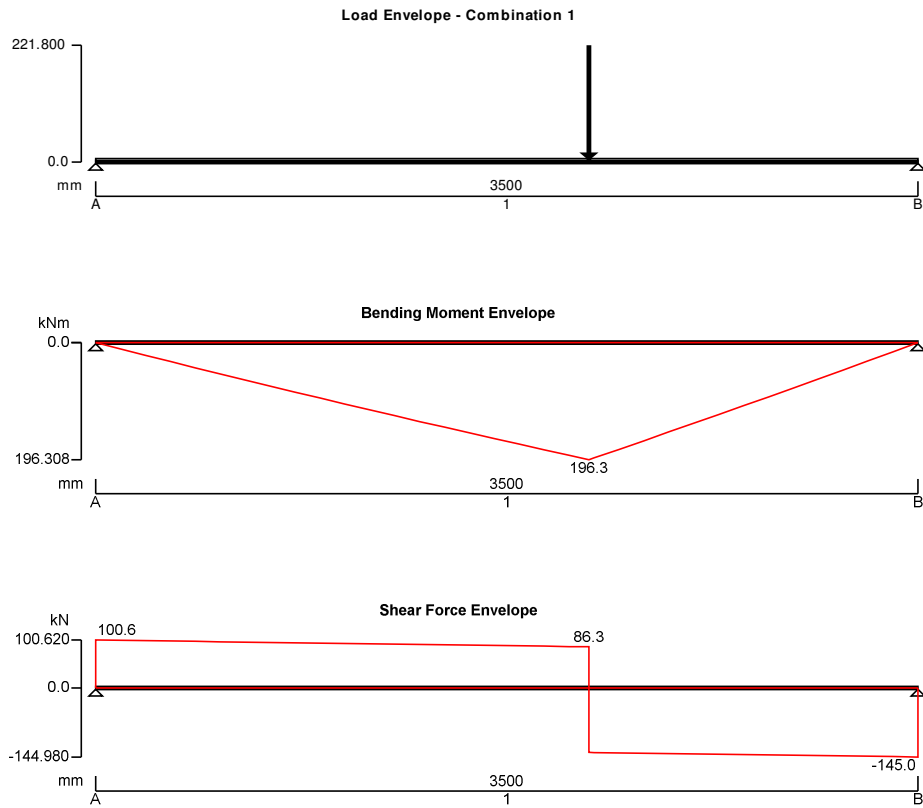 Load Envelope - Combination 1
221.800
0.0
mm
3500
A
1
B
Bending Moment Envelope
kNm
0.0
196.308
196.3
mm
3500
A
1
B
Shear Force Envelope
kN
100.620
100.6
86.3
0.0
-144.980
-145.0
mm
3500
A
1
B